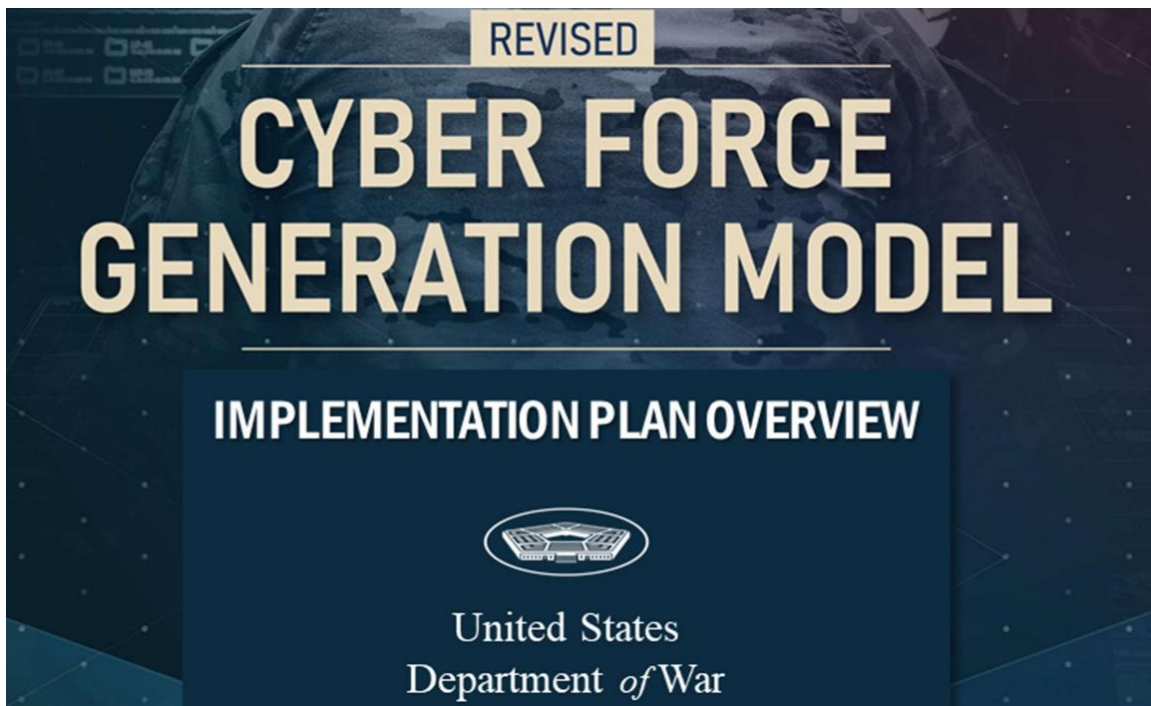 REVISED
CYBER FORCE
GENERATION MODEL
IMPLEMENTATION PLAN OVERVIEW
United States
Department of War